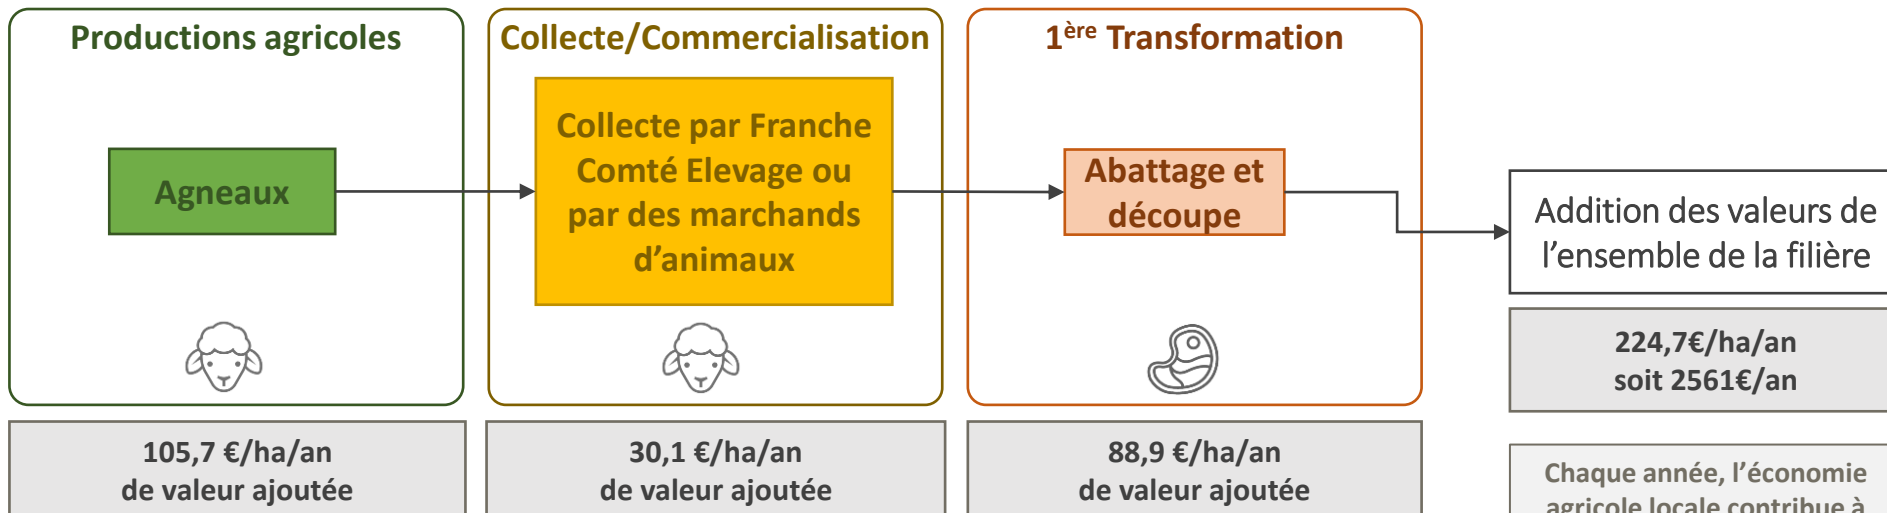 Productions agricoles
Agneaux
105,7 €/ha/an
de valeur ajoutée
Collecte/Commercialisation
Collecte par Franche
Comté Elevage ou
par des marchands
d'animaux
30,1 €/ha/an
de valeur ajoutée
1ère Transformation
Abattage et
découpe
88,9 €/ha/an
de valeur ajoutée
Addition des valeurs de
l'ensemble de la filière
224,7€/ha/an
soit 2561€/an
Chaque année, l'économie
agricole locale contribue à